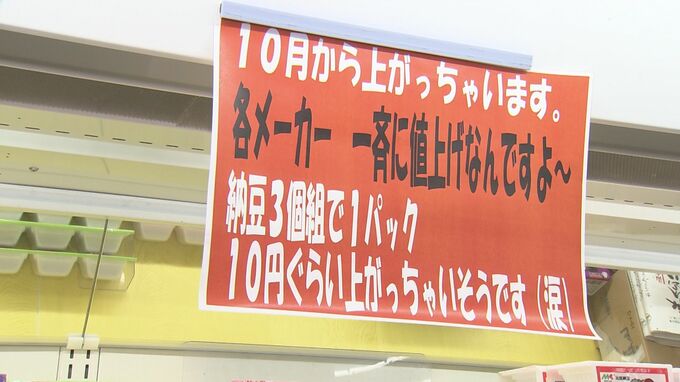 10月から上がっちゃいます。
各メーカー 一斉に値上げなんですよ～
納豆3個組で1パック
10円ぐらい上がっちゃいそうです（涙）